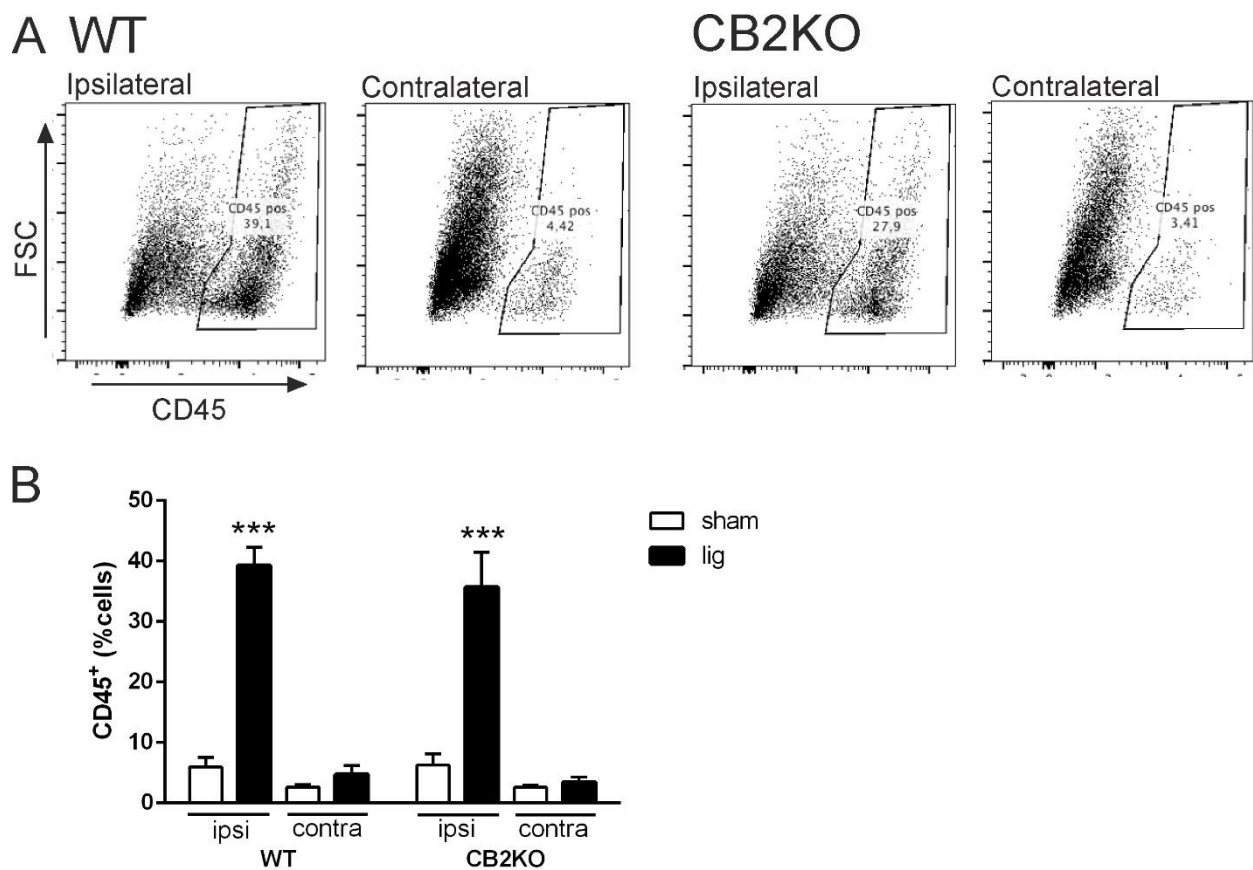 A WT CB2KO
Ipsilateral Contralateral Ipsilateral Contralateral
FSC
CD45 pos
39,1
CD45 pos
4,42
CD45 pos
27,9
CD45 pos
3,41
CD45
B
50
40
30
20
10
0
CD45+ (%cells)
*** ***
sham
lig
ipsi contra ipsi contra
WT CB2KO